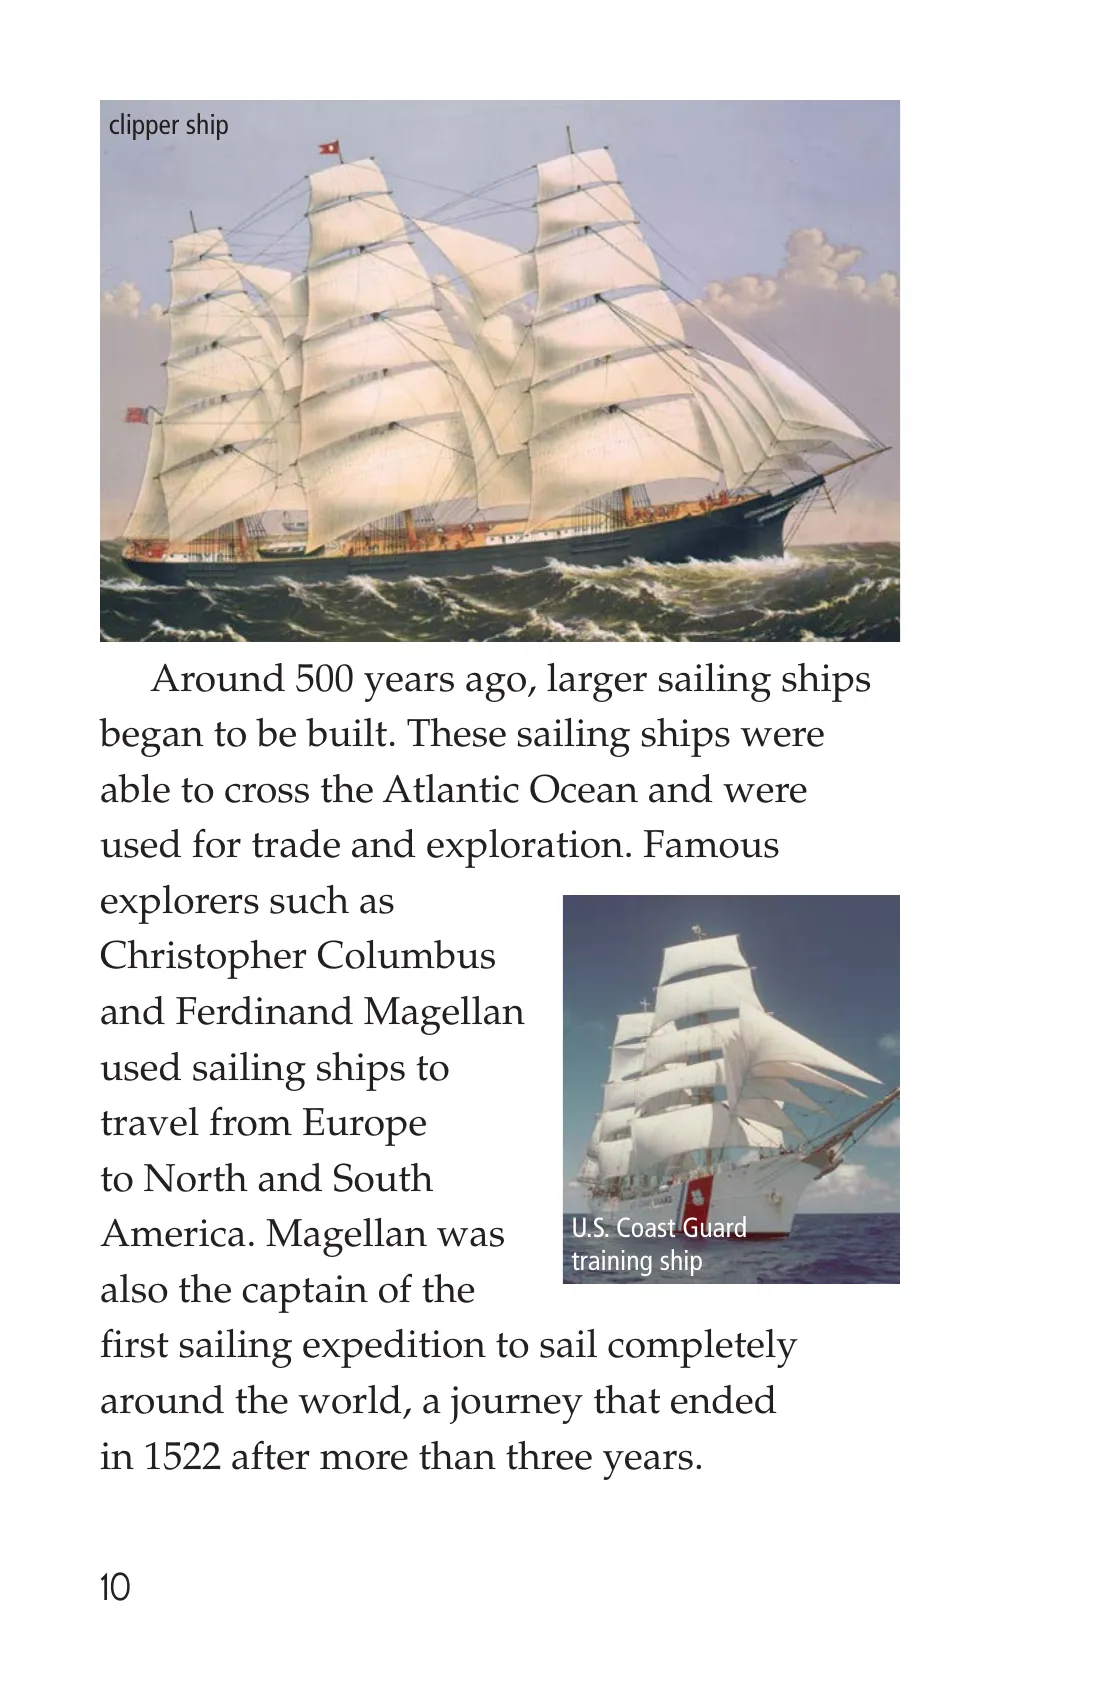 clipper ship
Around 500 years ago, larger sailing ships
began to be built. These sailing ships were
able to cross the Atlantic Ocean and were
used for trade and exploration. Famous
explorers such as
Christopher Columbus
and Ferdinand Magellan
used sailing ships to
travel from Europe
to North and South
America. Magellan was
also the captain of the
first sailing expedition to sail completely
around the world, a journey that ended
in 1522 after more than three years.
COAST GUARD
U.S. Coast Guard
training ship
10